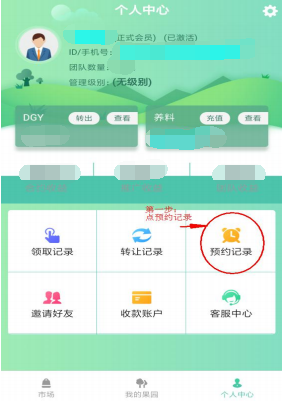 个人中心
正式会员) (已激活)
ID/手机号:
团队数量:
管理级别: (无级别)
DGY 转出 查看 养料 充值 查看
第一步:
点预约记录
领取记录 转让记录 预约记录
邀请好友 收款账户 客服中心
市场 我的果园 个人中心